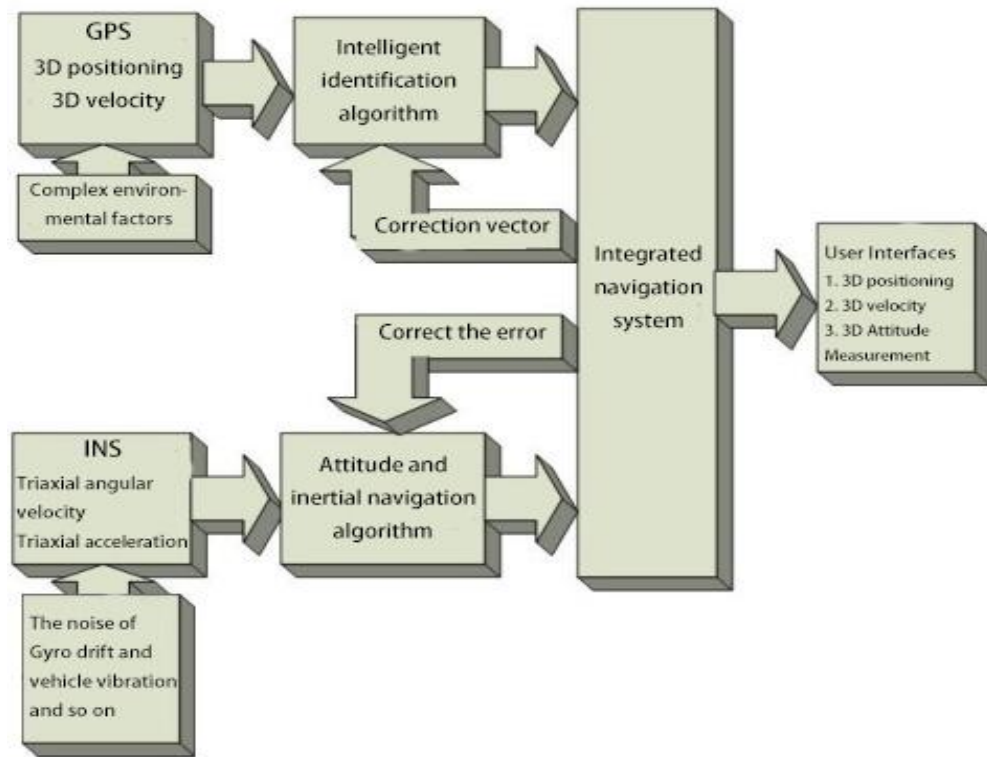 GPS
3D positioning
3D velocity
Complex environ-
mental factors
Intelligent
identification
algorithm
Correction vector
Correct the error
INS
Triaxial angular
velocity
Triaxial acceleration
The noise of
Gyro drift and
vehicle vibration
and so on
Attitude and
inertial navigation
algorithm
Integrated
navigation
system
User Interfaces
1. 3D positioning
2. 3D velocity
3. 3D Attitude
Measurement